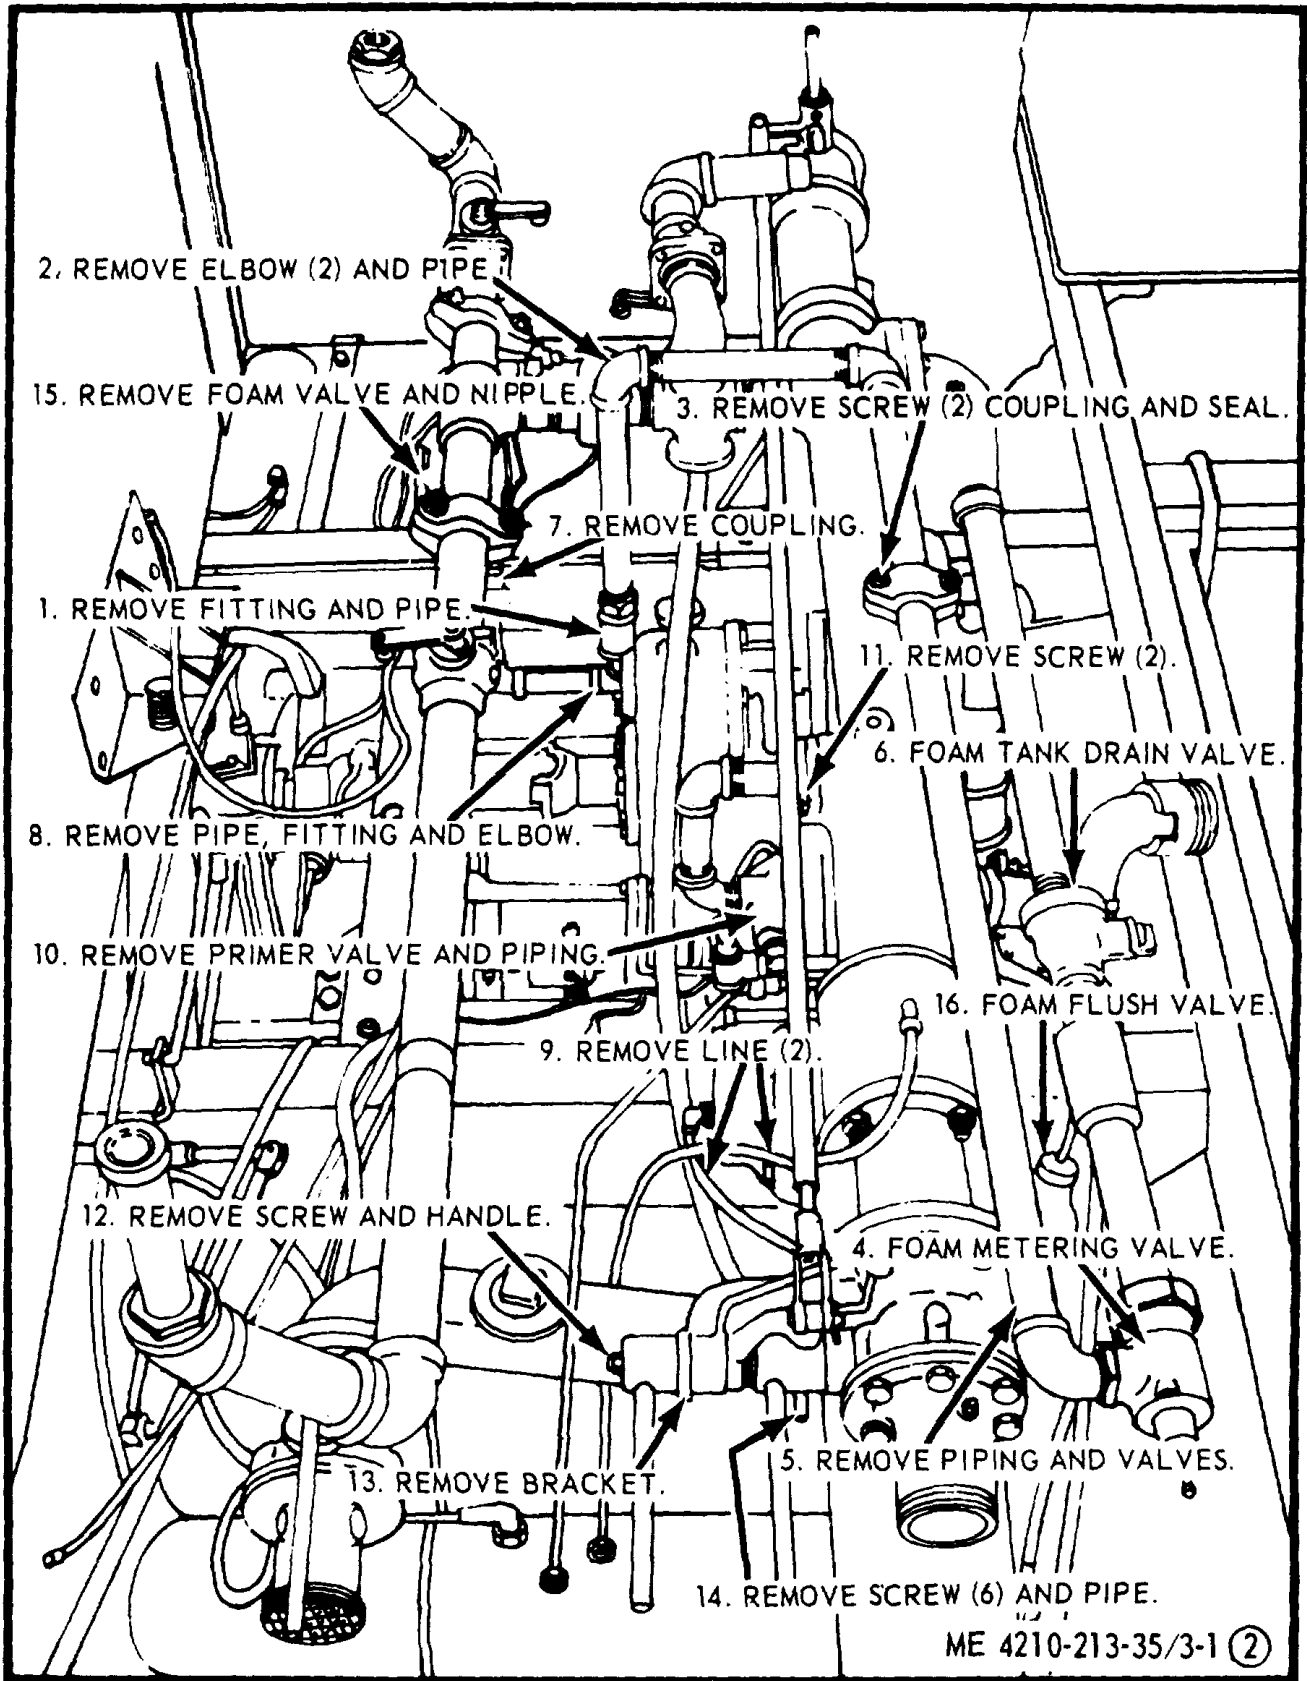 2. REMOVE ELBOW (2) AND PIPE
15. REMOVE FOAM VALVE AND NIPPLE.
3. REMOVE SCREW (2) COUPLING AND SEAL.
7. REMOVE COUPLING.
1. REMOVE FITTING AND PIPE.
11. REMOVE SCREW (2).
6. FOAM TANK DRAIN VALVE.
8. REMOVE PIPE, FITTING AND ELBOW.
10. REMOVE PRIMER VALVE AND PIPING.
16. FOAM FLUSH VALVE.
9. REMOVE LINE (2).
12. REMOVE SCREW AND HANDLE.
4. FOAM METERING VALVE.
5. REMOVE PIPING AND VALVES.
13. REMOVE BRACKET.
14. REMOVE SCREW (6) AND PIPE.
ME 4210-213-35/3-1 ②